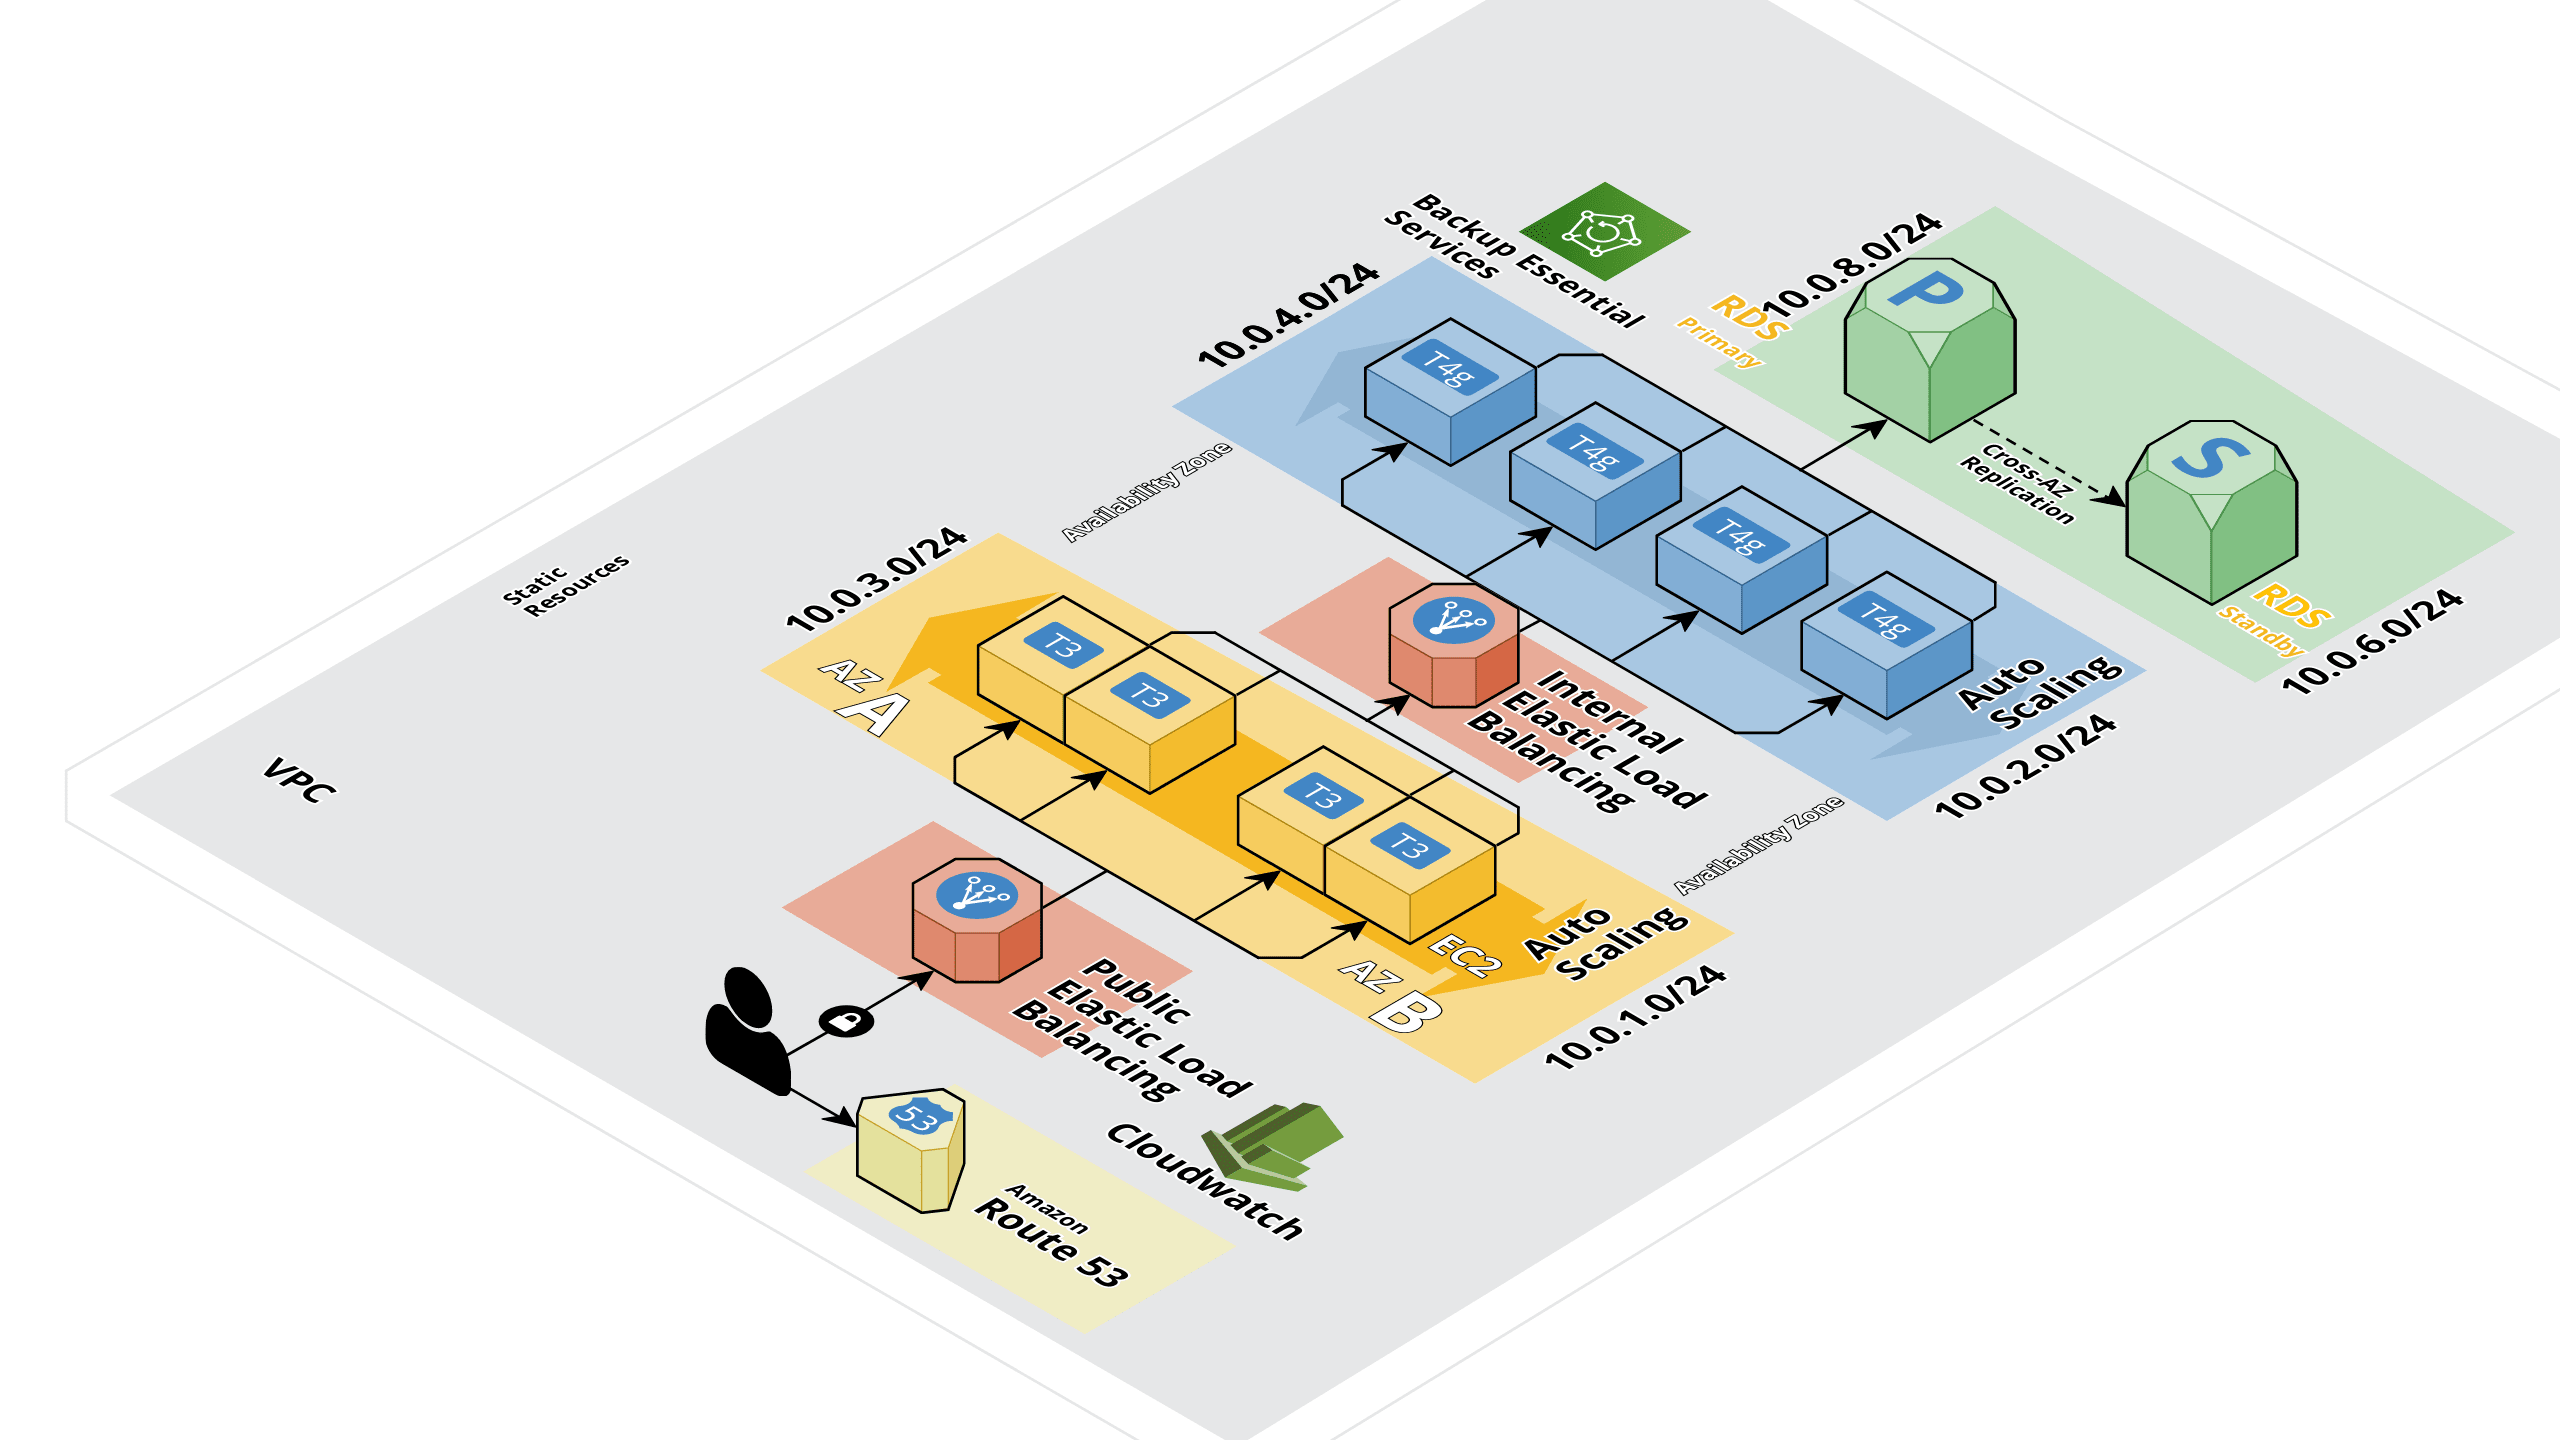 Backup Essential
Services
10.0.8.0/24
P
RDS
Primary
10.0.4.0/24
T4g
T4g
T4g
T4g
Cross-AZ
Replication
S
RDS
Standby
10.0.6.0/24
Availability Zone
Auto
Scaling
10.0.2.0/24
Static
Resources
10.0.3.0/24
Internal
Elastic Load
Balancing
T3
T3
T3
T3
AZ
A
VPC
Availability Zone
EC2
AZ
B
Auto
Scaling
10.0.1.0/24
Public
Elastic Load
Balancing
Cloudwatch
53
Amazon
Route 53